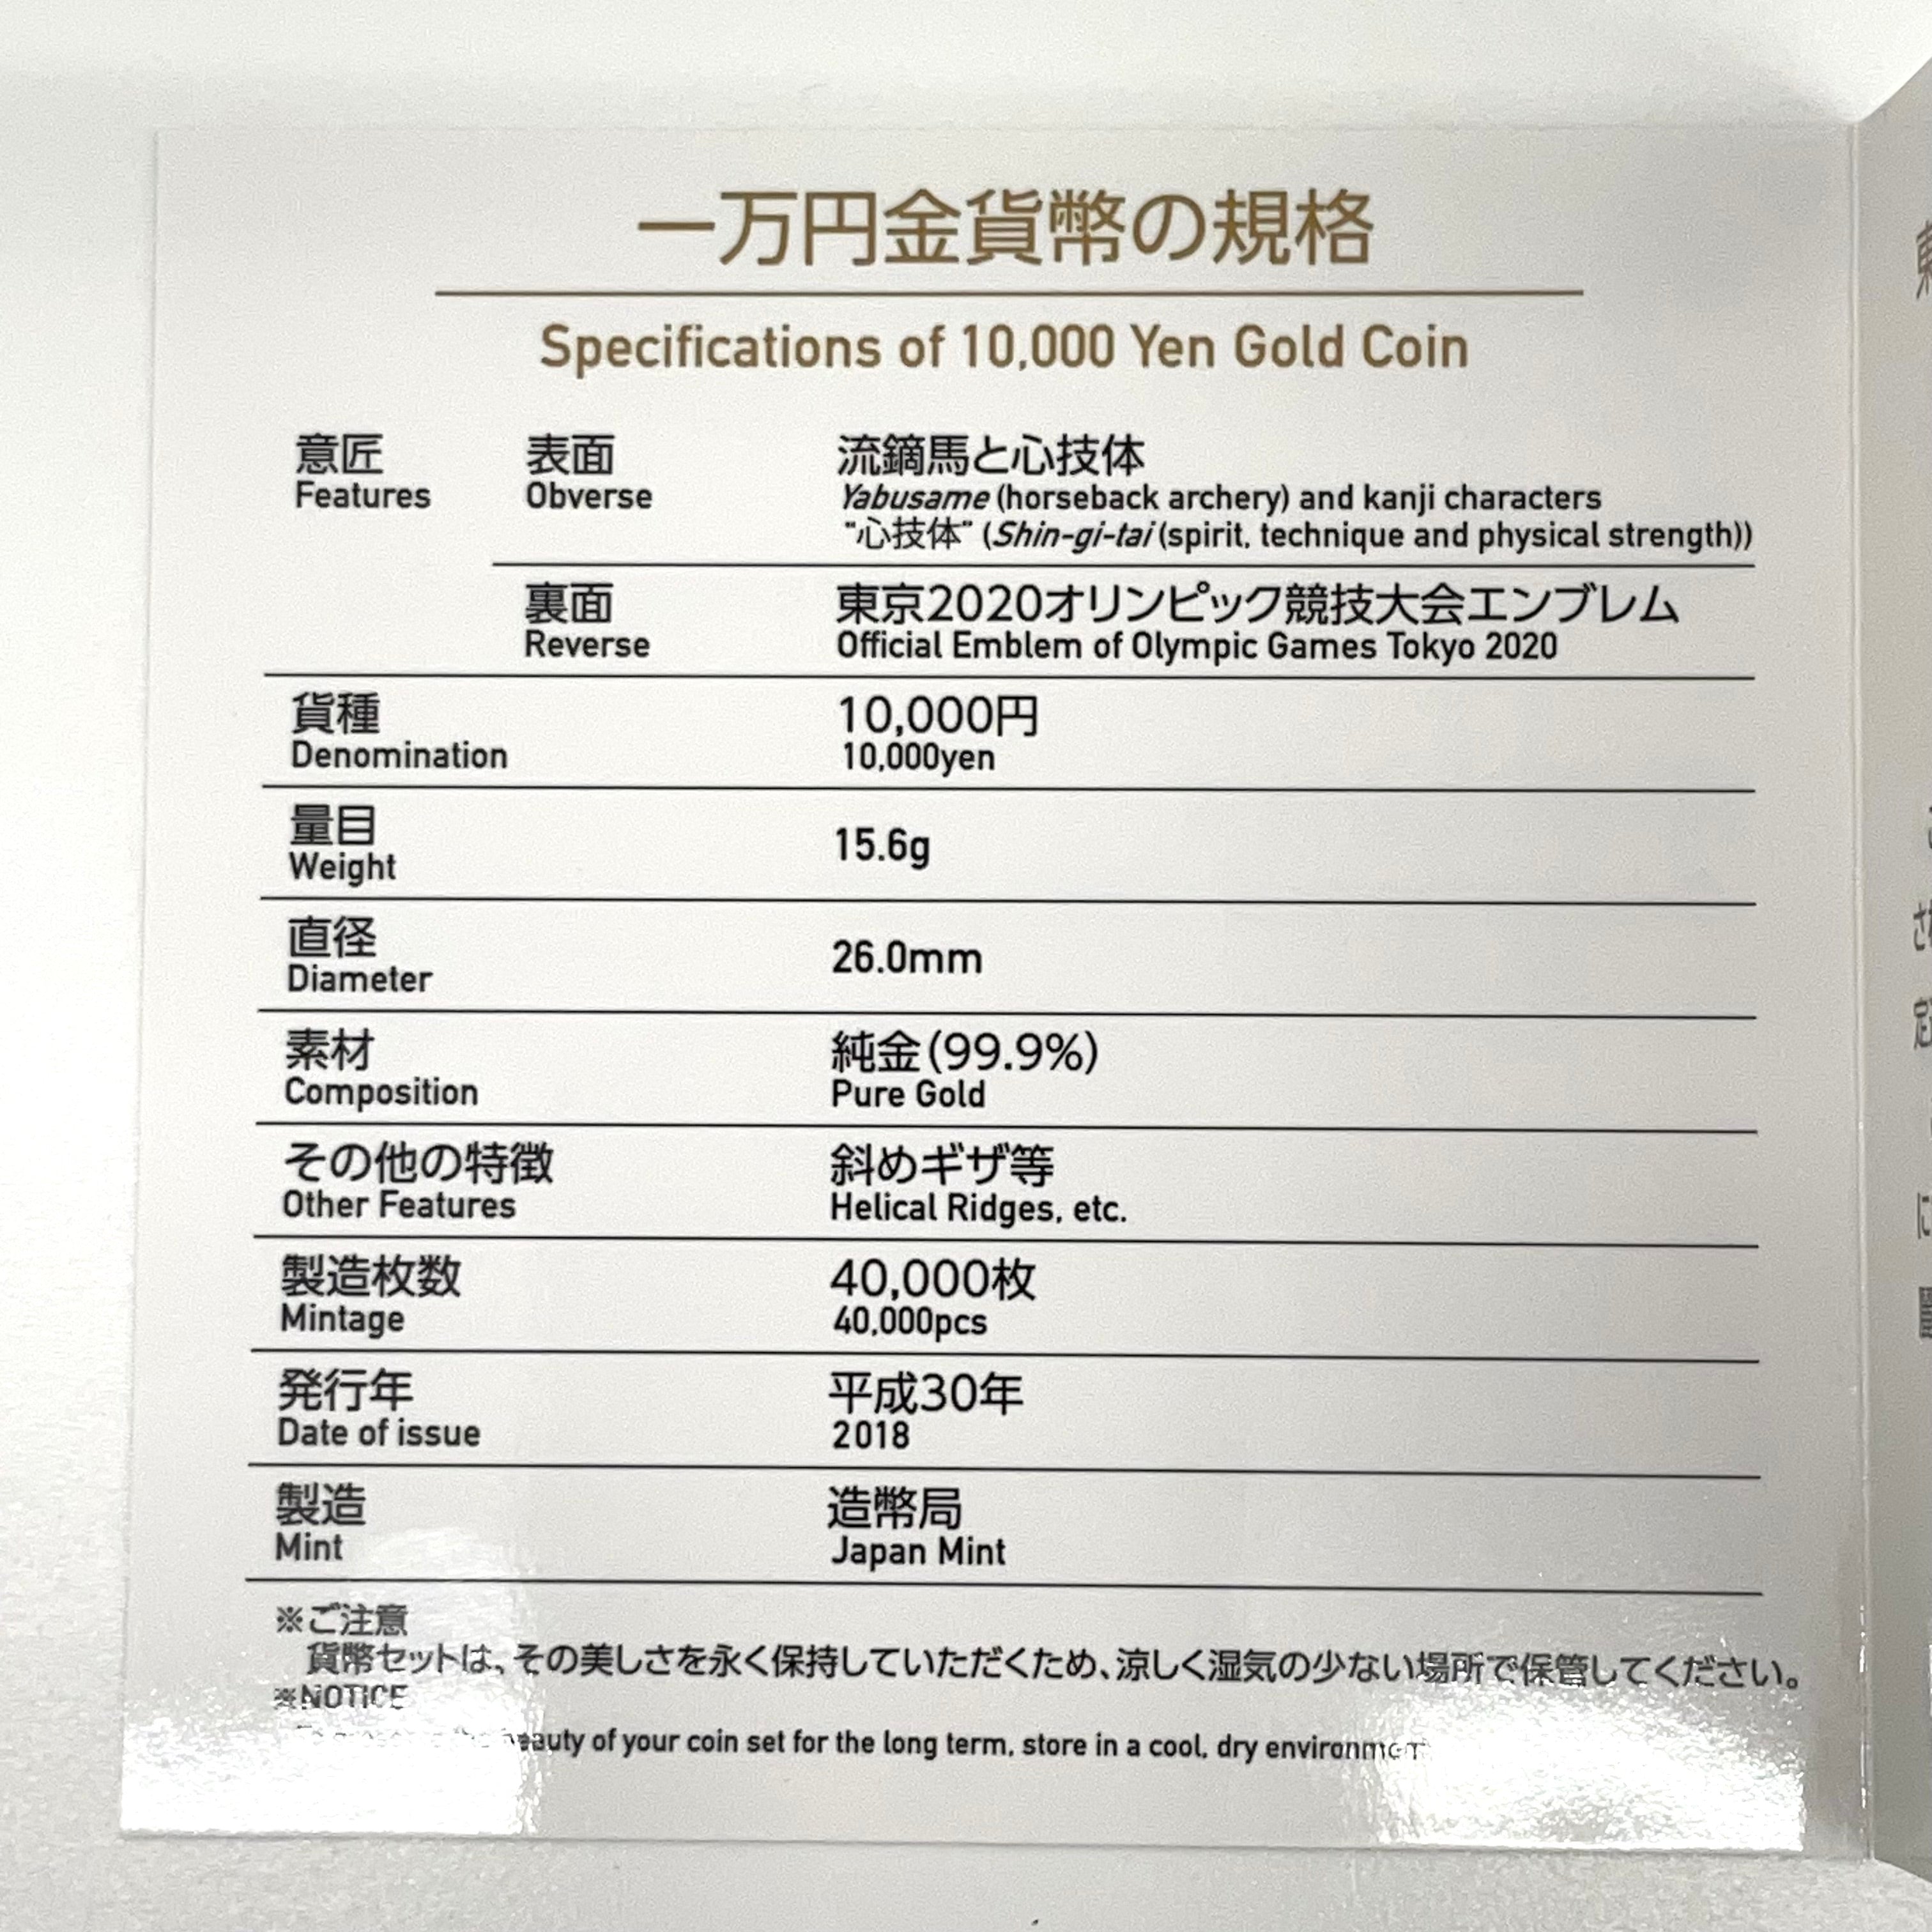 一万円金貨幣の規格
Specifications of 10,000 Yen Gold Coin
意匠 表面 流鏑馬と心技体
Features Obverse Yabusame (horseback archery) and kanji characters
“心技体” (Shin-gi-tai (spirit, technique and physical strength))
裏面 東京2020オリンピック競技大会エンブレム
Reverse Official Emblem of Olympic Games Tokyo 2020
貨種 10,000円
Denomination 10,000yen
量目
Weight 15.6g
直径
Diameter 26.0mm
素材 純金(99.9%)
Composition Pure Gold
その他の特徴 斜めギザ等
Other Features Helical Ridges, etc.
製造枚数 40,000枚
Mintage 40,000pcs
発行年 平成30年
Date of issue 2018
製造 造幣局
Mint Japan Mint
※ご注意
貨幣セットは、その美しさを永く保持していただくため、涼しく湿気の少ない場所で保管してください。
※NOTICE
beauty of your coin set for the long term, store in a cool, dry environment